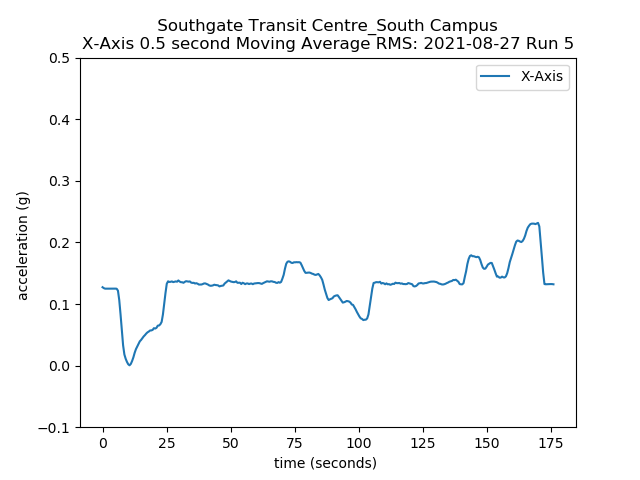 Southgate Transit Centre_South Campus
X-Axis 0.5 second Moving Average RMS: 2021-08-27 Run 5
X-Axis
0.5
0.4
0.3
0.2
0.1
0.0
−0.1
acceleration (g)
0 25 50 75 100 125 150 175
time (seconds)